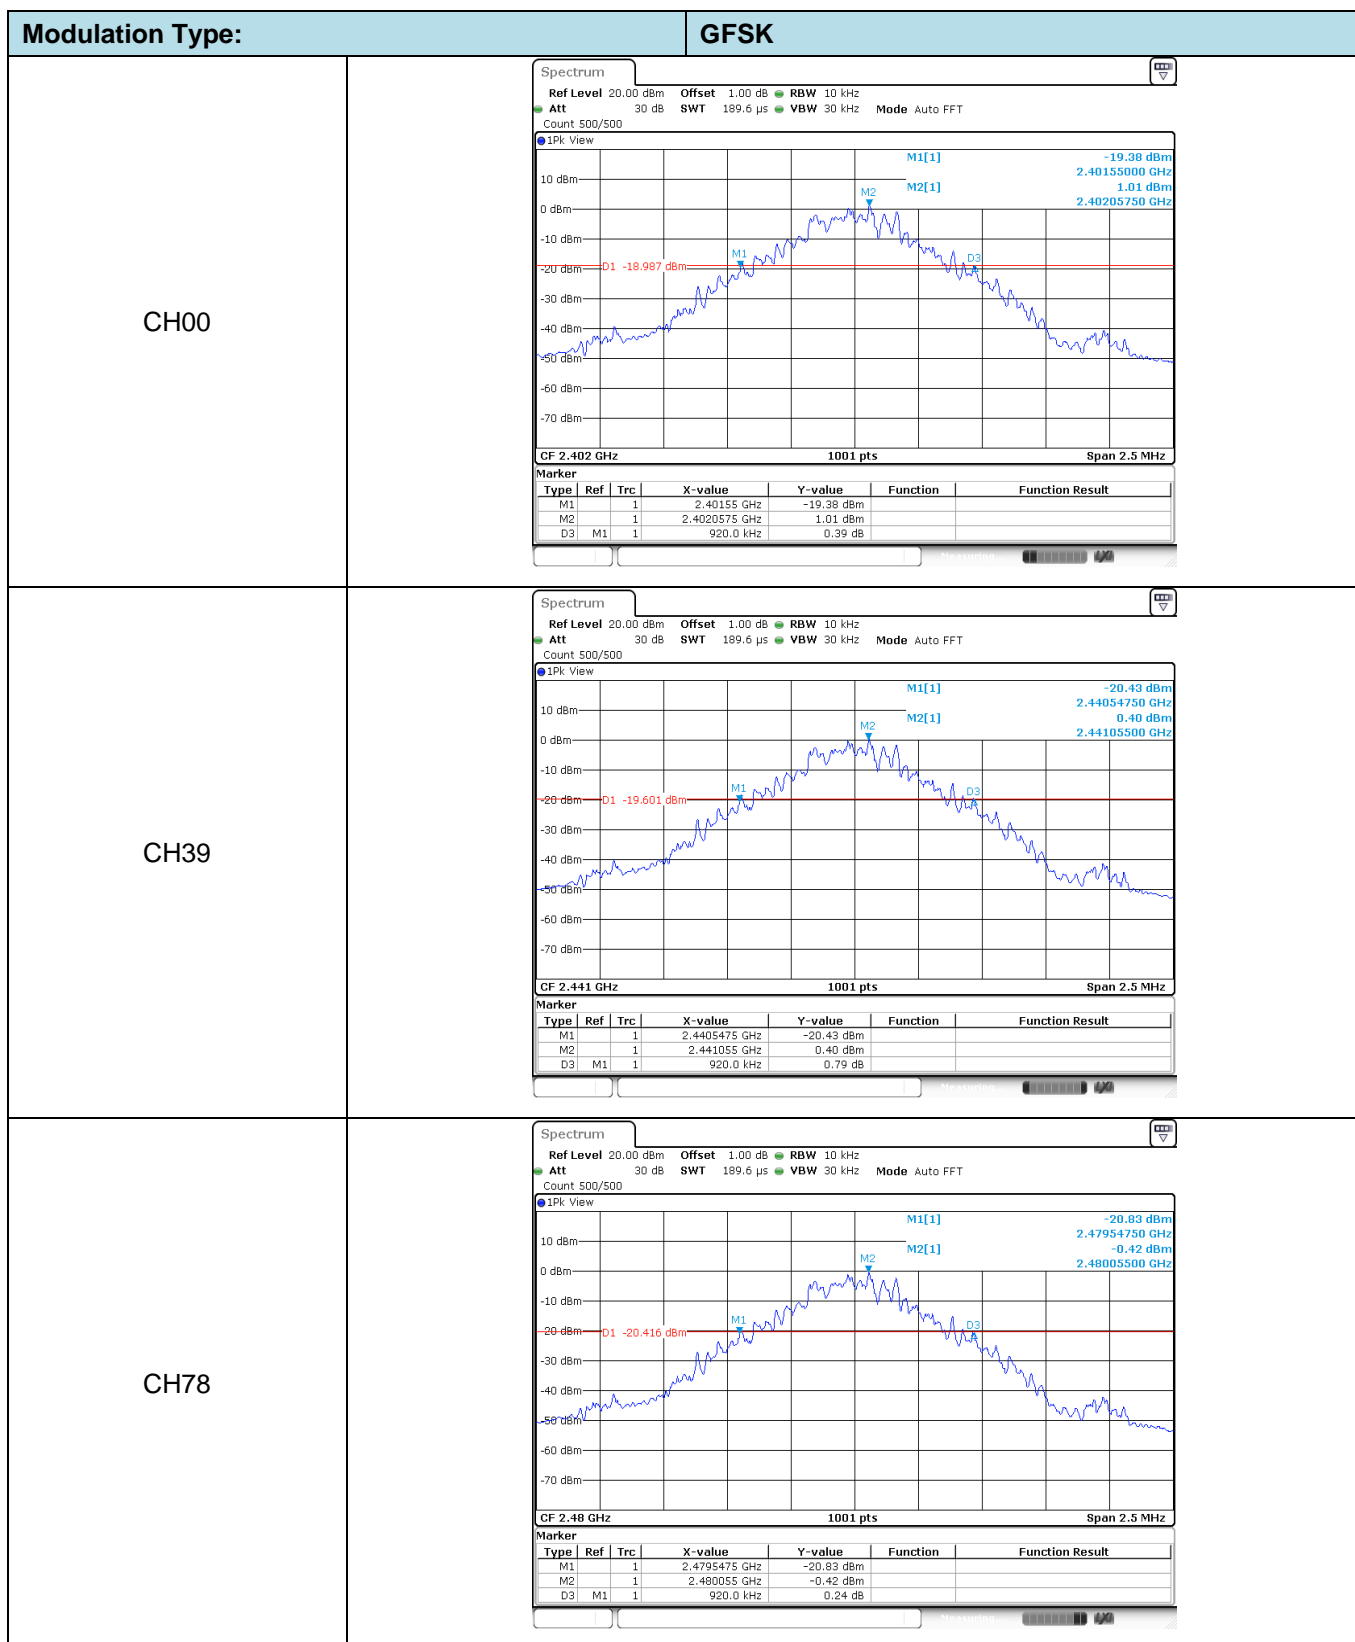 Modulation Type: GFSK
CH00
Spectrum
Ref Level 20.00 dBm Offset 1.00 dB RBW 10 kHz
Att 30 dB SWT 189.6 µs VBW 30 kHz Mode Auto FFT
Count 500/500
1Pk View
M1[1] -19.38 dBm
2.40155000 GHz
M2[1] 1.01 dBm
2.40205750 GHz
10 dBm
M2
0 dBm
-10 dBm
M1
D3
D1 -18.987 dBm
-20 dBm
-30 dBm
-40 dBm
-50 dBm
-60 dBm
-70 dBm
CF 2.402 GHz 1001 pts Span 2.5 MHz
Marker
Type Ref Trc X-value Y-value Function Function Result
M1 1 2.40155 GHz -19.38 dBm
M2 1 2.4020575 GHz 1.01 dBm
D3 M1 1 920.0 kHz 0.39 dB
Measuring...
CH39
Spectrum
Ref Level 20.00 dBm Offset 1.00 dB RBW 10 kHz
Att 30 dB SWT 189.6 µs VBW 30 kHz Mode Auto FFT
Count 500/500
1Pk View
M1[1] -20.43 dBm
2.44054750 GHz
M2[1] 0.40 dBm
2.44105500 GHz
10 dBm
M2
0 dBm
-10 dBm
M1
D3
-20 dBm D1 -19.601 dBm
-30 dBm
-40 dBm
-50 dBm
-60 dBm
-70 dBm
CF 2.441 GHz 1001 pts Span 2.5 MHz
Marker
Type Ref Trc X-value Y-value Function Function Result
M1 1 2.4405475 GHz -20.43 dBm
M2 1 2.441055 GHz 0.40 dBm
D3 M1 1 920.0 kHz 0.79 dB
Measuring...
CH78
Spectrum
Ref Level 20.00 dBm Offset 1.00 dB RBW 10 kHz
Att 30 dB SWT 189.6 µs VBW 30 kHz Mode Auto FFT
Count 500/500
1Pk View
M1[1] -20.83 dBm
2.47954750 GHz
M2[1] -0.42 dBm
2.48005500 GHz
10 dBm
M2
0 dBm
-10 dBm
M1
D3
-20 dBm D1 -20.416 dBm
-30 dBm
-40 dBm
-50 dBm
-60 dBm
-70 dBm
CF 2.48 GHz 1001 pts Span 2.5 MHz
Marker
Type Ref Trc X-value Y-value Function Function Result
M1 1 2.4795475 GHz -20.83 dBm
M2 1 2.480055 GHz -0.42 dBm
D3 M1 1 920.0 kHz 0.24 dB
Measuring...